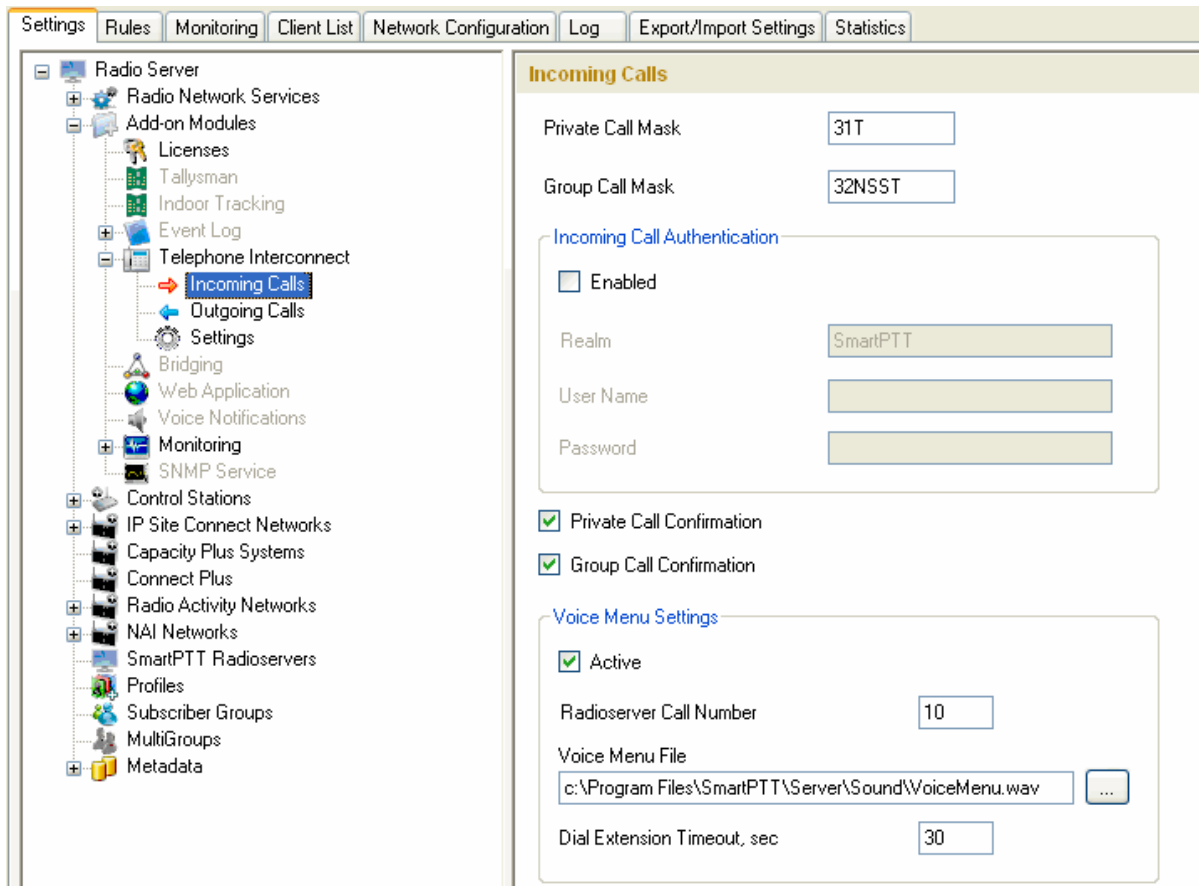 Settings Rules Monitoring Client List Network Configuration Log Export/Import Settings Statistics
Radio Server
Radio Network Services
Add-on Modules
Licenses
Tallysman
Indoor Tracking
Event Log
Telephone Interconnect
Incoming Calls
Outgoing Calls
Settings
Bridging
Web Application
Voice Notifications
Monitoring
SNMP Service
Control Stations
IP Site Connect Networks
Capacity Plus Systems
Connect Plus
Radio Activity Networks
NAI Networks
SmartPTT Radioservers
Profiles
Subscriber Groups
MultiGroups
Metadata
Incoming Calls
Private Call Mask 31T
Group Call Mask 32NSST
Incoming Call Authentication
Enabled
Realm SmartPTT
User Name
Password
Private Call Confirmation
Group Call Confirmation
Voice Menu Settings
Active
Radioserver Call Number 10
Voice Menu File
c:\Program Files\SmartPTT\Server\Sound\VoiceMenu.wav ...
Dial Extension Timeout, sec 30